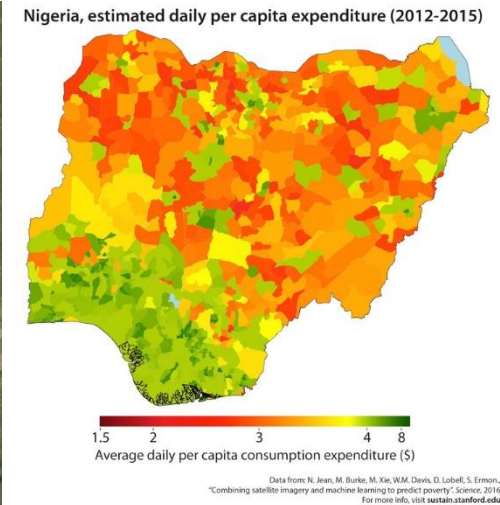 Nigeria, estimated daily per capita expenditure (2012-2015)
1.5 2 3 4 8
Average daily per capita consumption expenditure ($)
Data from: N. Jean, M. Burke, M. Xie, W.M. Davis, D. Lobell, S. Ermon.,
"Combining satellite imagery and machine learning to predict poverty". Science, 2016
For more info, visit sustain.stanford.edu